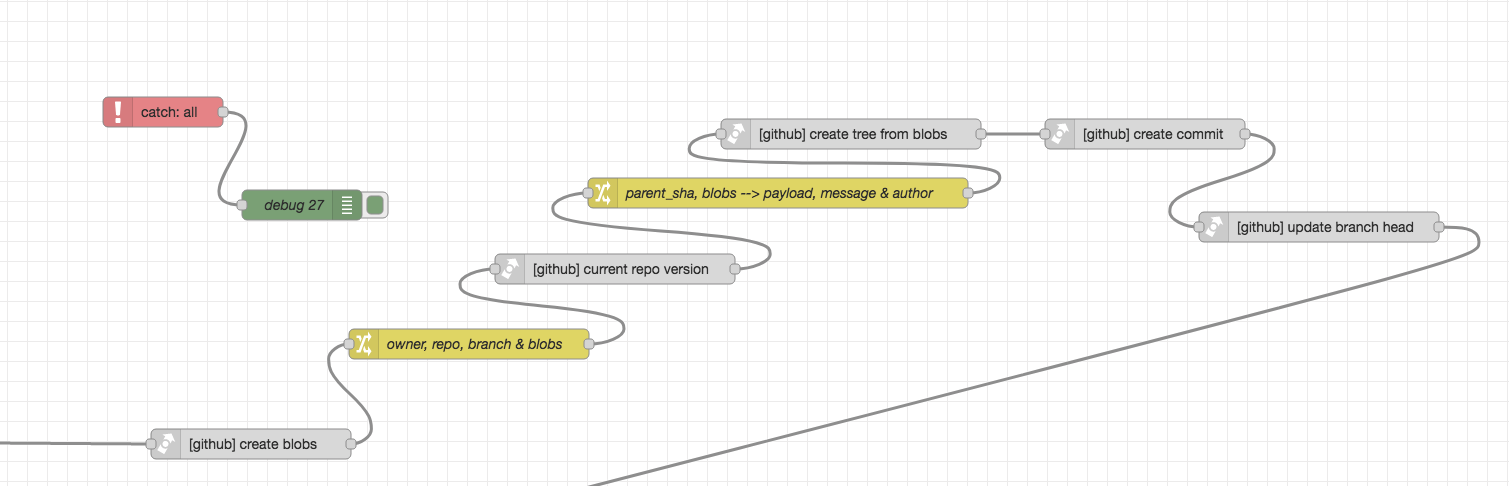 catch: all
[github] create tree from blobs
[github] create commit
parent_sha, blobs --> payload, message & author
debug 27
[github] update branch head
[github] current repo version
owner, repo, branch & blobs
[github] create blobs